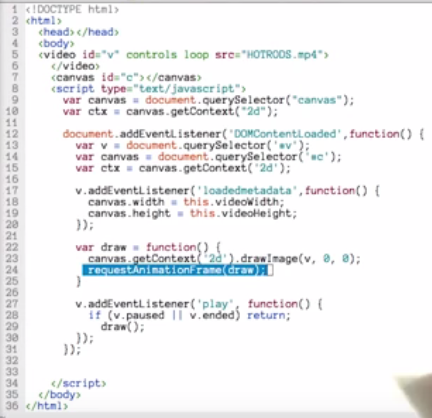 1 <!DOCTYPE html>
2 <html>
3 <head></head>
4 <body>
5 <video id="v" controls loop src="HOTRODS.mp4">
6 </video>
7 <canvas id="c"></canvas>
8 <script type="text/javascript">
9 var canvas = document.querySelector("canvas");
10 var ctx = canvas.getContext("2d");
11
12 document.addEventListener('DOMContentLoaded',function() {
13 var v = document.querySelector('#v');
14 var canvas = document.querySelector('#c');
15 var ctx = canvas.getContext('2d');
16
17 v.addEventListener('loadedmetadata',function() {
18 canvas.width = this.videoWidth;
19 canvas.height = this.videoHeight;
20 });
21
22 var draw = function() {
23 canvas.getContext('2d').drawImage(v, 0, 0);
24 requestAnimationFrame(draw);
25 }
26
27 v.addEventListener('play', function() {
28 if (v.paused || v.ended) return;
29 draw();
30 });
31 });
32
33
34 </script>
35 </body>
36 </html>